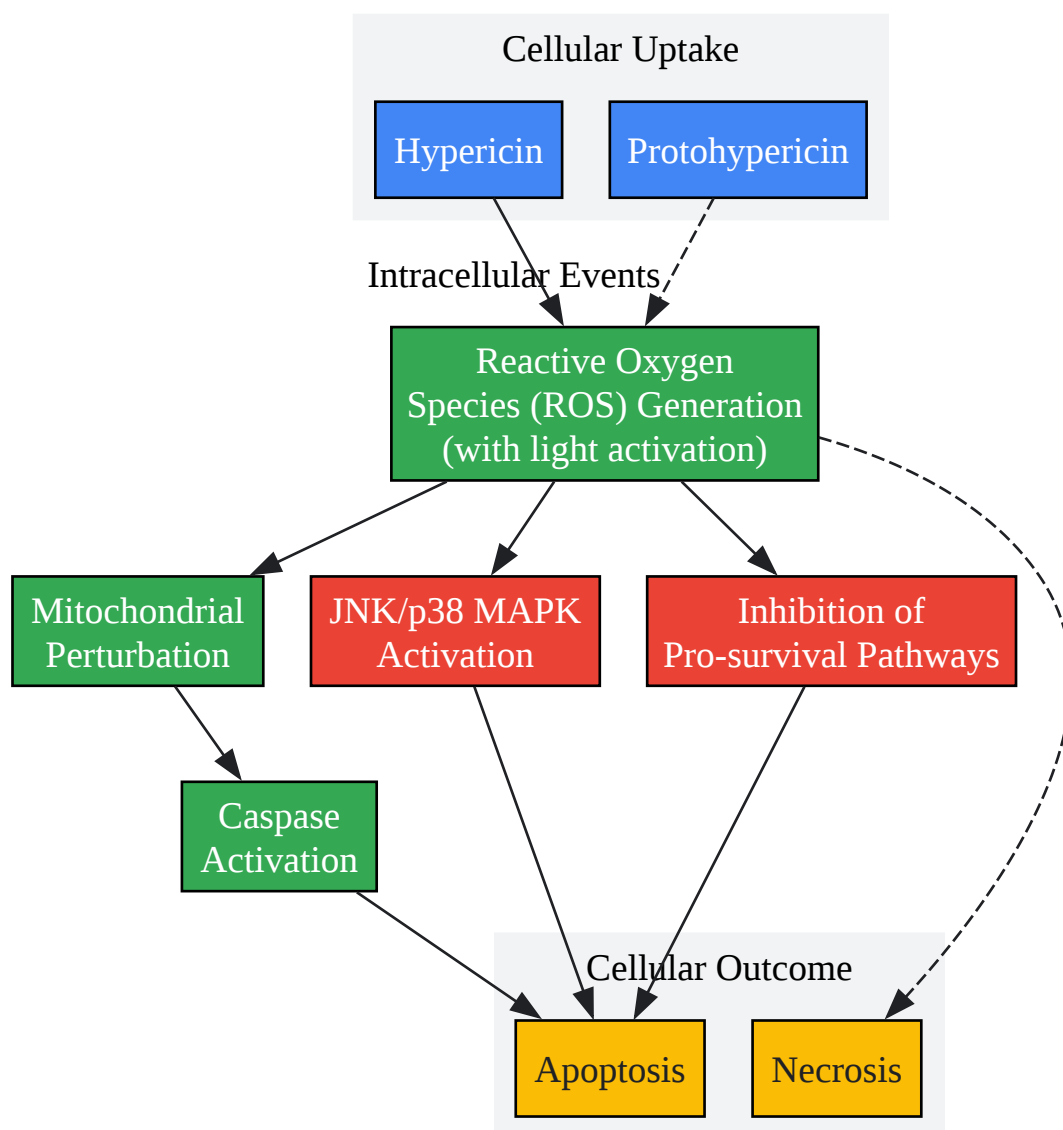 Cellular Uptake
Hypericin
Protohypericin
Intracellular Events
Reactive Oxygen
Species (ROS) Generation
(with light activation)
Mitochondrial
Perturbation
JNK/p38 MAPK
Activation
Inhibition of
Pro-survival Pathways
Caspase
Activation
Cellular Outcome
Apoptosis
Necrosis